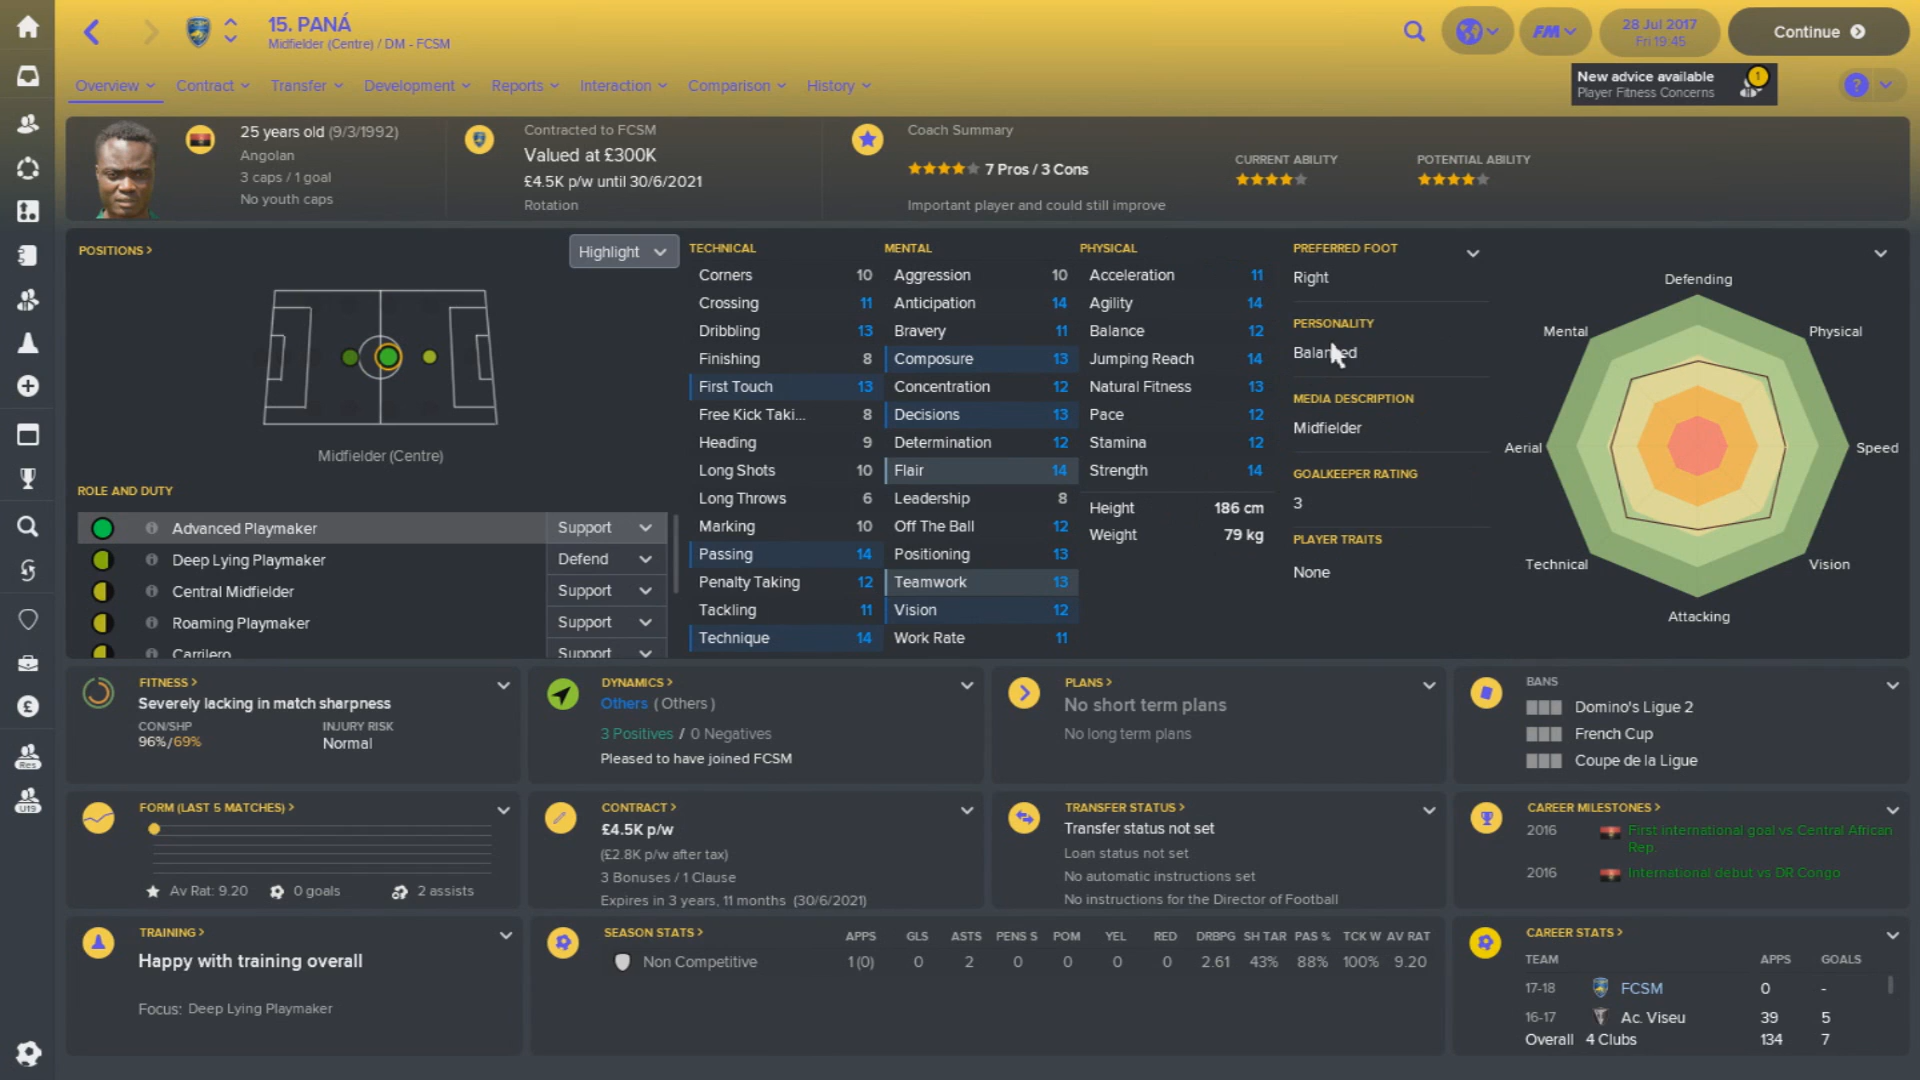 15. PANÁ
Midfielder (Centre) / DM - FCSM
FM
28 Jul 2017
Fri 19:45
Continue
Overview Contract Transfer Development Reports Interaction Comparison History
New advice available
Player Fitness Concerns
1
?
25 years old (9/3/1992)
Angolan
3 caps / 1 goal
No youth caps
Contracted to FCSM
Valued at £300K
£4.5K p/w until 30/6/2021
Rotation
Coach Summary
7 Pros / 3 Cons
Important player and could still improve
CURRENT ABILITY
POTENTIAL ABILITY
POSITIONS >
Highlight
Midfielder (Centre)
ROLE AND DUTY
Advanced Playmaker Support
Deep Lying Playmaker Defend
Central Midfielder Support
Roaming Playmaker Support
Carrilero Support
TECHNICAL
Corners 10
Crossing 11
Dribbling 13
Finishing 8
First Touch 13
Free Kick Taki... 8
Heading 9
Long Shots 10
Long Throws 6
Marking 10
Passing 14
Penalty Taking 12
Tackling 11
Technique 14
MENTAL
Aggression 10
Anticipation 14
Bravery 11
Composure 13
Concentration 12
Decisions 13
Determination 12
Flair 14
Leadership 8
Off The Ball 12
Positioning 13
Teamwork 13
Vision 12
Work Rate 11
PHYSICAL
Acceleration 11
Agility 14
Balance 12
Jumping Reach 14
Natural Fitness 13
Pace 12
Stamina 12
Strength 14
Height 186 cm
Weight 79 kg
PREFERRED FOOT
Right
PERSONALITY
Balanced
MEDIA DESCRIPTION
Midfielder
GOALKEEPER RATING
3
PLAYER TRAITS
None
Defending
Physical
Speed
Vision
Attacking
Technical
Aerial
Mental
FITNESS >
Severely lacking in match sharpness
CON/SHP
96%/69%
INJURY RISK
Normal
DYNAMICS >
Others ( Others )
3 Positives / 0 Negatives
Pleased to have joined FCSM
PLANS >
No short term plans
No long term plans
BANS
Domino's Ligue 2
French Cup
Coupe de la Ligue
FORM (LAST 5 MATCHES) >
Av Rat: 9.20 0 goals 2 assists
CONTRACT >
£4.5K p/w
(£2.8K p/w after tax)
3 Bonuses / 1 Clause
Expires in 3 years, 11 months (30/6/2021)
TRANSFER STATUS >
Transfer status not set
Loan status not set
No automatic instructions set
No instructions for the Director of Football
CAREER MILESTONES >
2016 First international goal vs Central African
Rep.
2016 International debut vs DR Congo
TRAINING >
Happy with training overall
Focus: Deep Lying Playmaker
SEASON STATS > APPS GLS ASTS PENS S POM YEL RED DRBPG SH TAR PAS % TCK W AV RAT
Non Competitive 1 (0) 0 2 0 0 0 0 2.61 43% 88% 100% 9.20
CAREER STATS >
TEAM APPS GOALS
17-18 FCSM 0 -
16-17 Ac. Viseu 39 5
Overall 4 Clubs 134 7
£
Res
U19